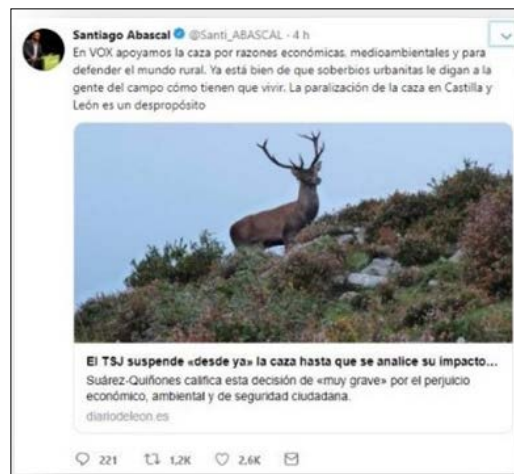 Santiago Abascal @Santi_ABASCAL · 4 h
En VOX apoyamos la caza por razones económicas, medioambientales y para
defender el mundo rural. Ya está bien de que soberbios urbanitas le digan a la
gente del campo cómo tienen que vivir. La paralización de la caza en Castilla y
León es un despropósito
El TSJ suspende «desde ya» la caza hasta que se analice su impacto...
Suárez-Quiñones califica esta decisión de «muy grave» por el perjuicio
económico, ambiental y de seguridad ciudadana.
diariodeleon.es
221 1,2K 2,6K